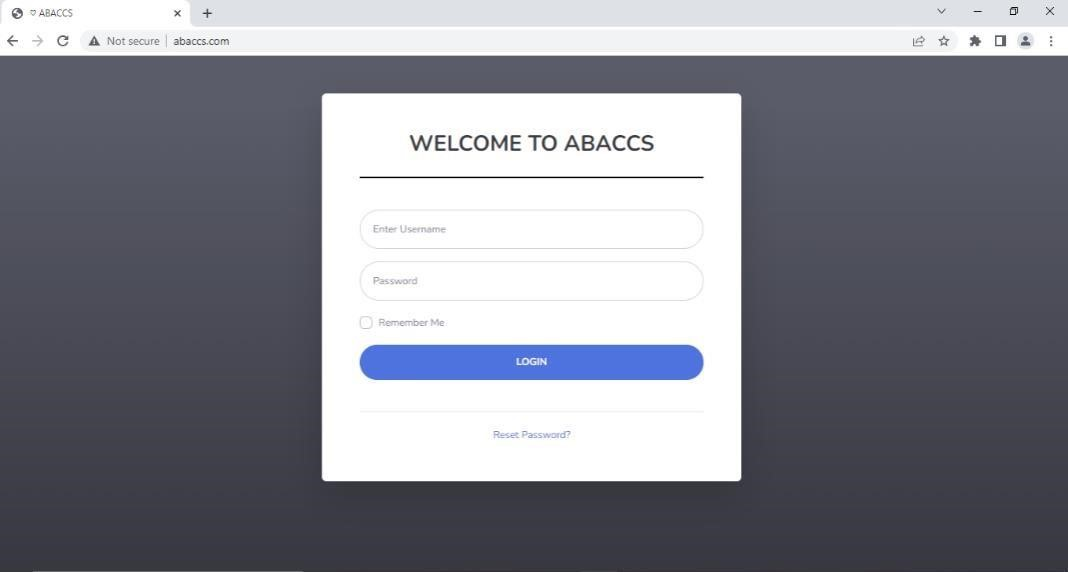 ♡ ABACCS
Not secure | abaccs.com
WELCOME TO ABACCS
Enter Username
Password
Remember Me
LOGIN
Reset Password?